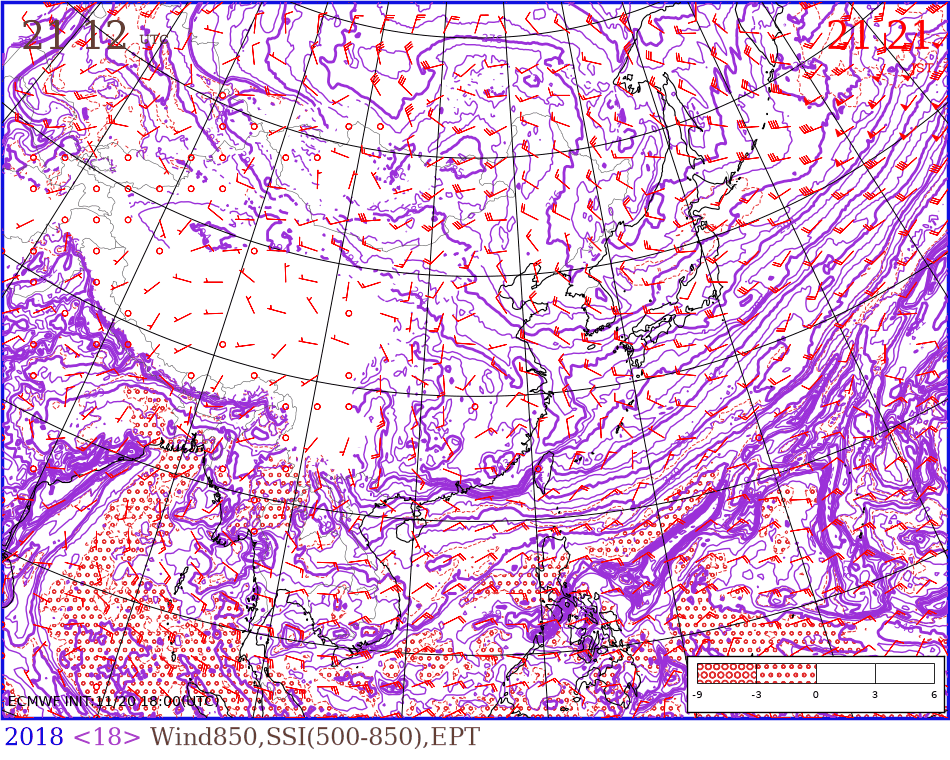 21 12 UTC
21 21
ECMWF INIT:11/20 18:00(UTC)
-9 -3 0 3 6
2018 <18> Wind850,SSI(500-850),EPT